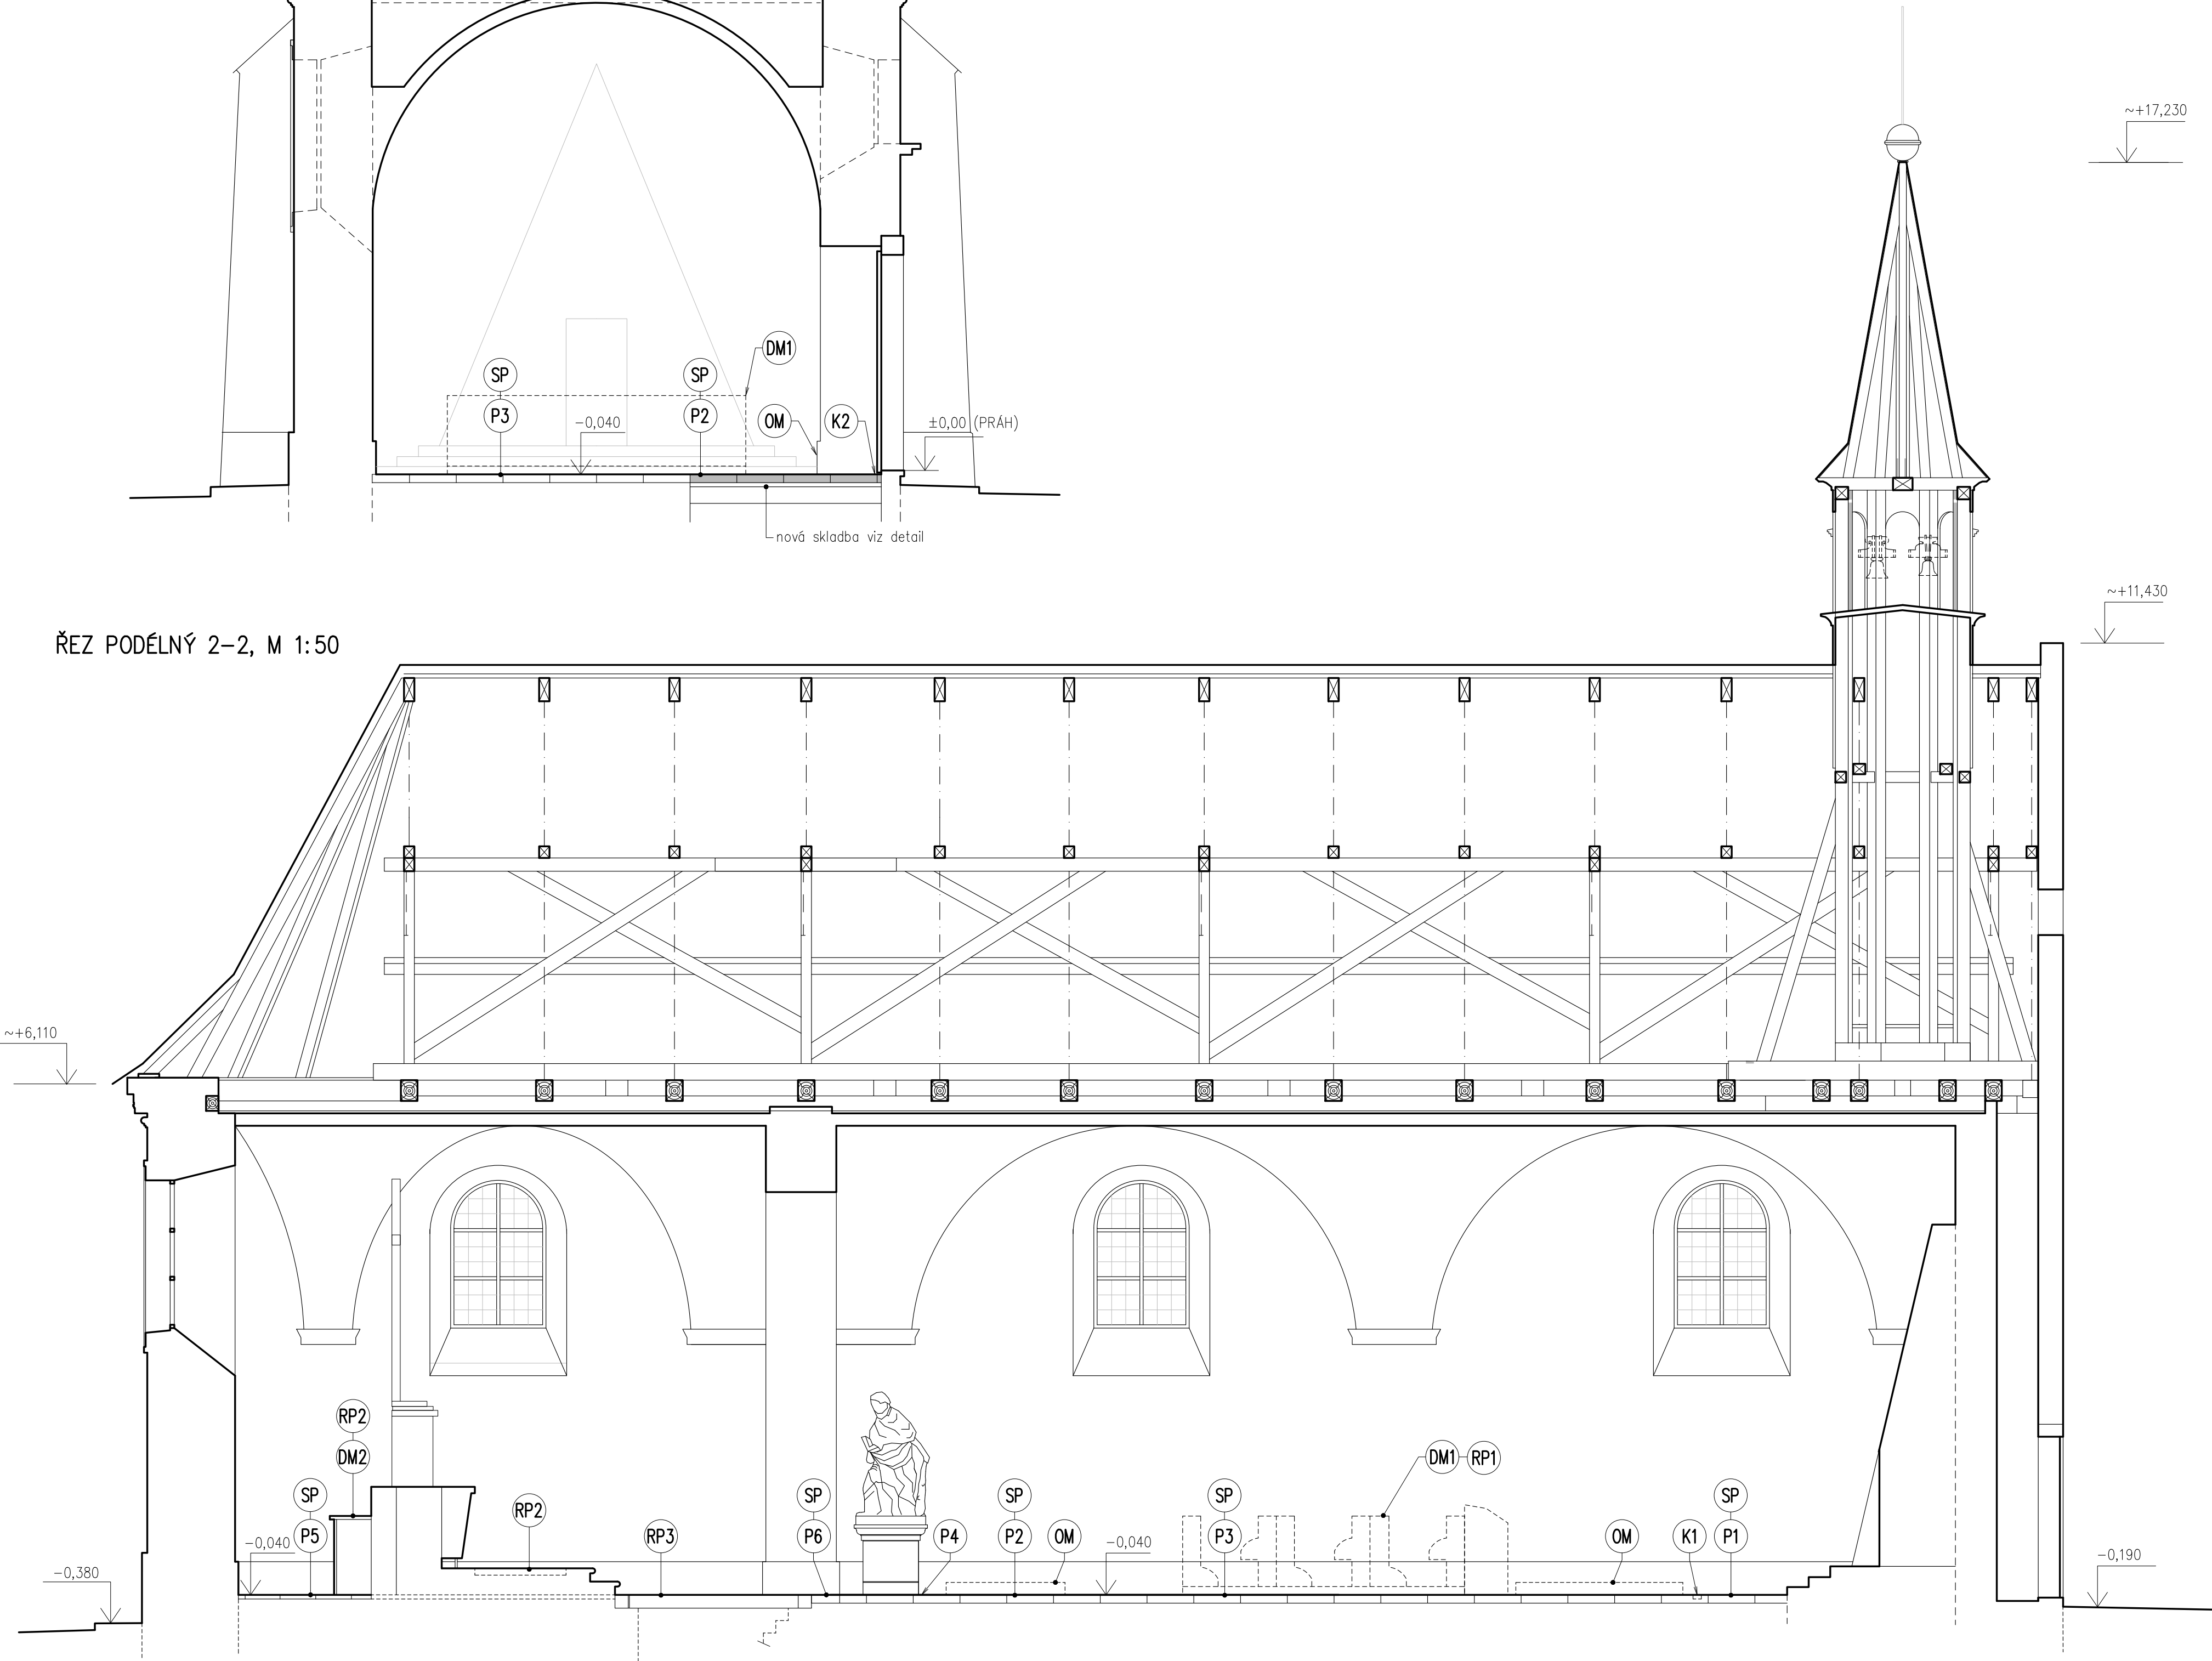 ~+17,230
DM1
SP
SP
P3
P2
-0,040
OM
K2
±0,00 (PRÁH)
nová skladba viz detail
~+11,430
ŘEZ PODÉLNÝ 2-2, M 1:50
~+6,110
RP2
DM2
DM1
RP1
SP
RP2
SP
SP
SP
SP
P5
RP3
P6
P4
P2
OM
P3
OM
K1
P1
-0,040
-0,040
-0,380
-0,190